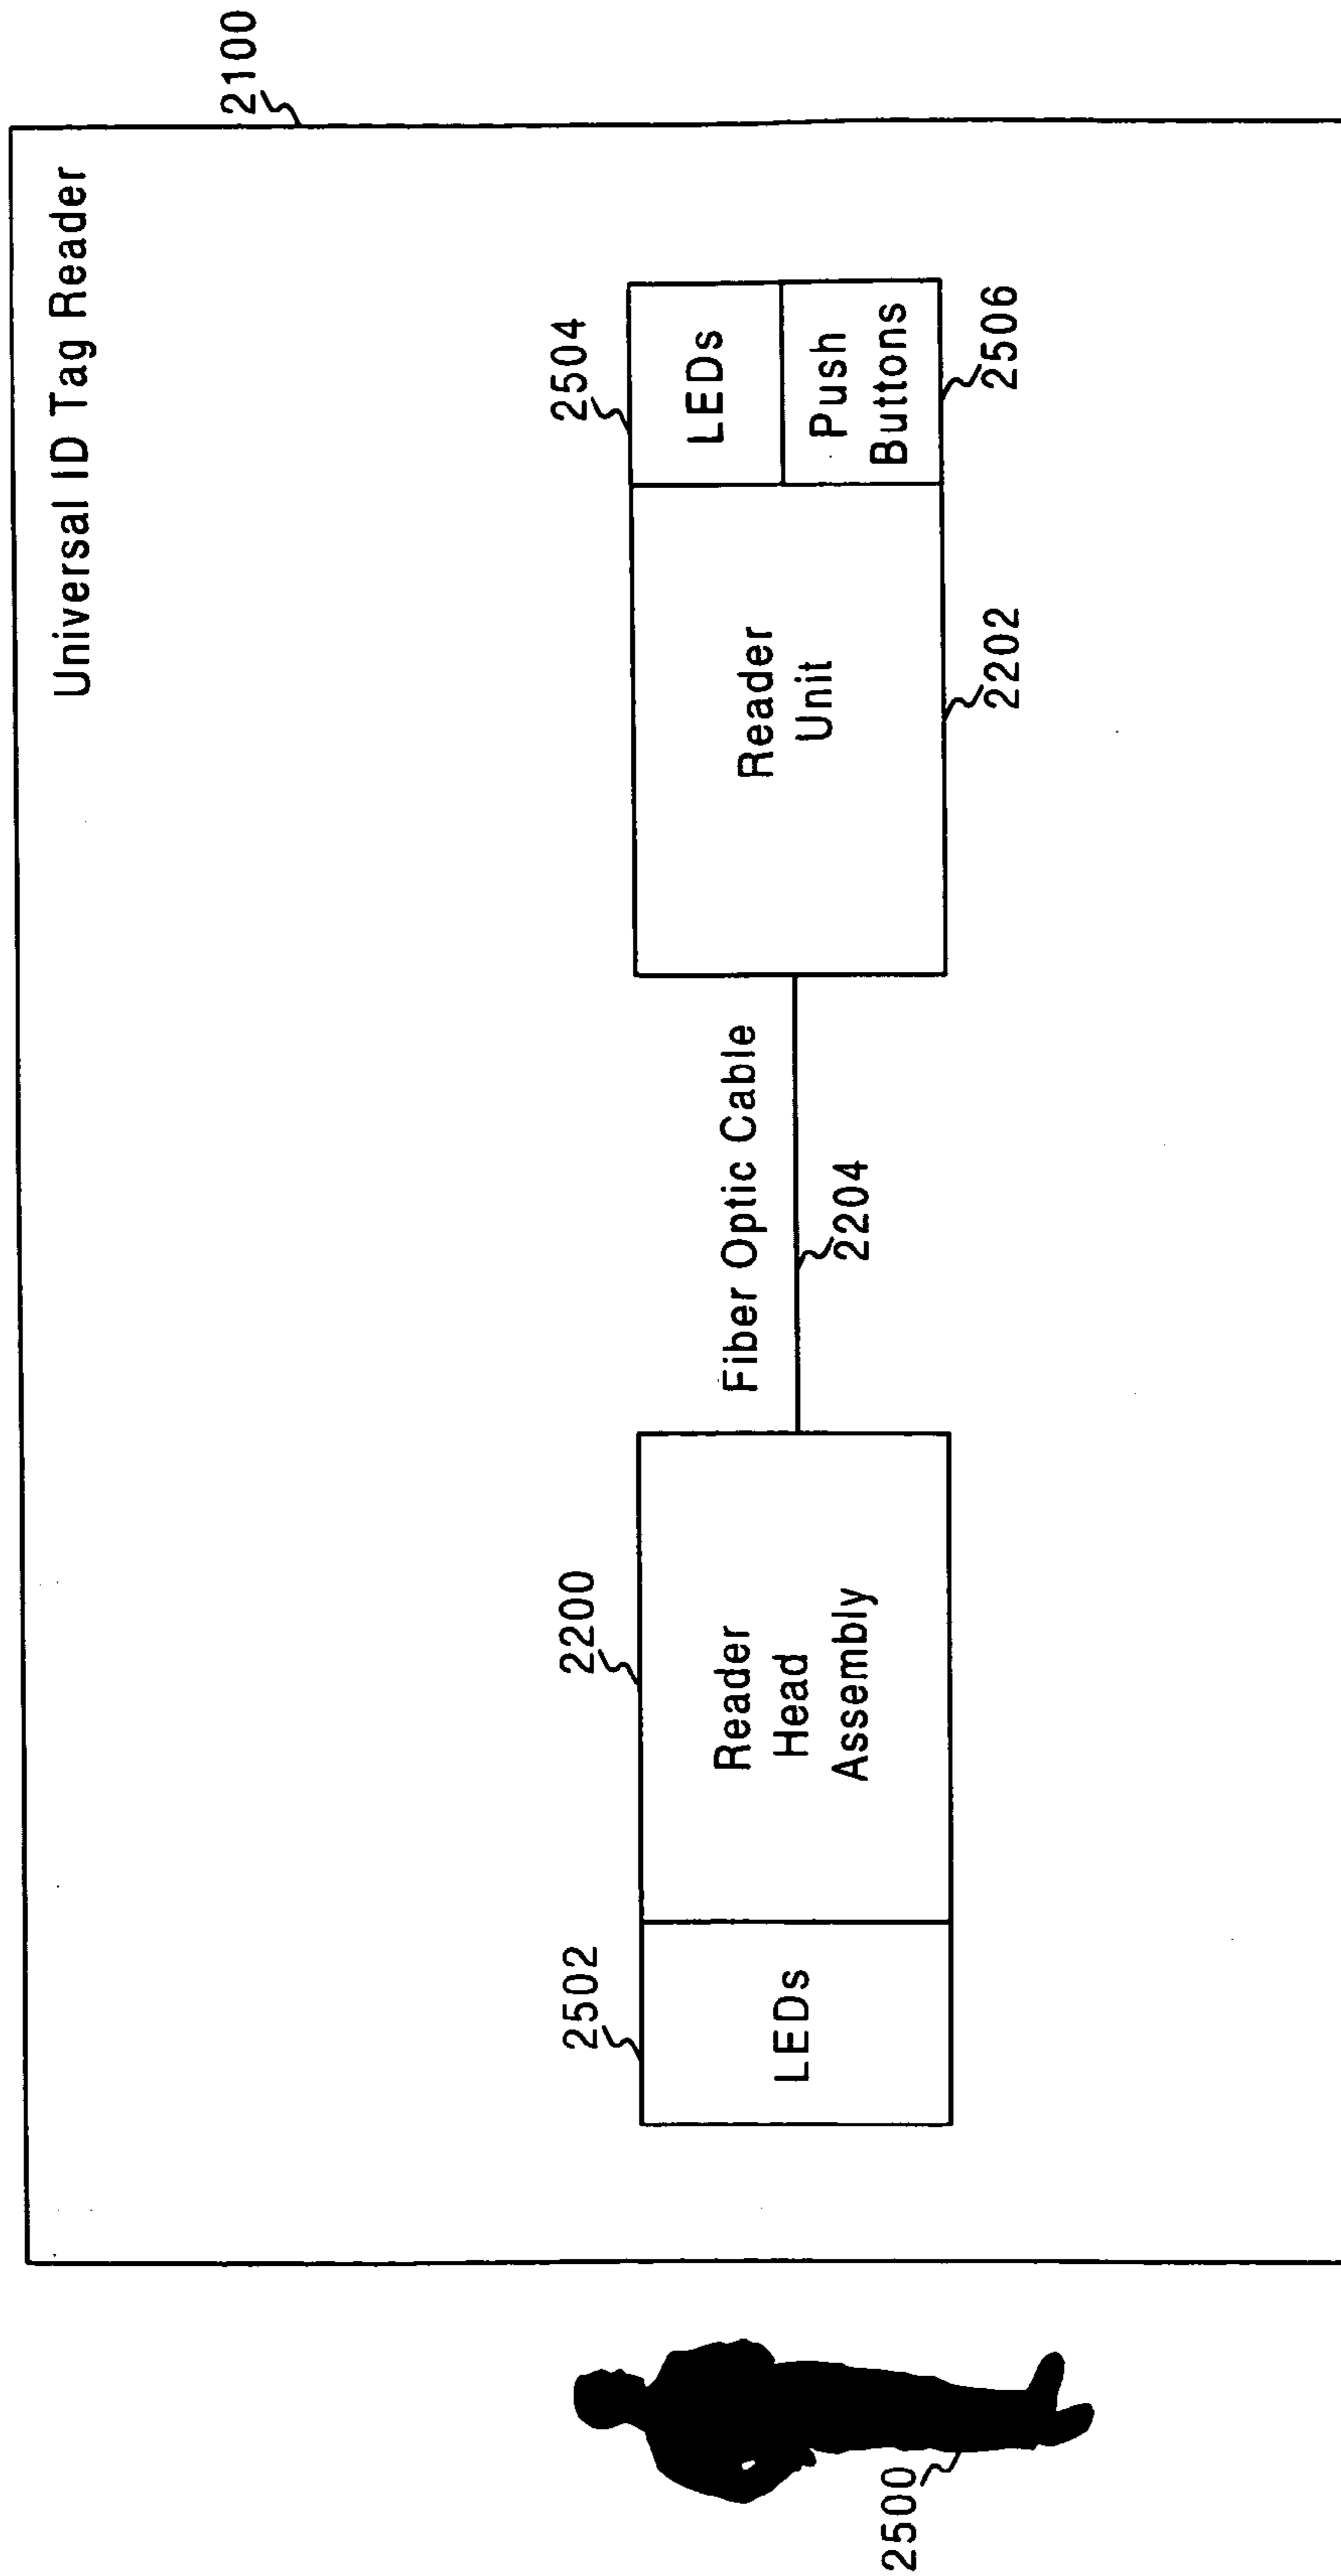 Universal ID Tag Reader
2100
2502
2200
2504
LEDs
Reader
Head
Assembly
Fiber Optic Cable
2204
Reader
Unit
LEDs
Push
Buttons
2202
2506
2500